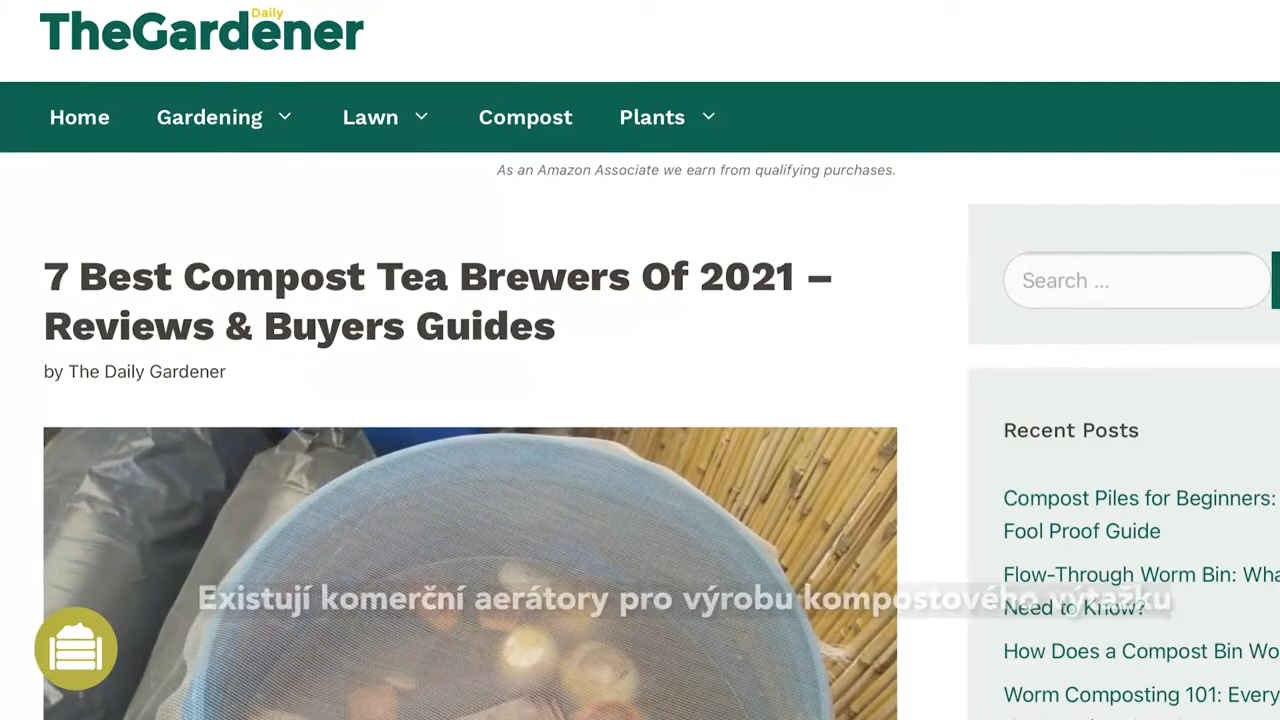 Daily
TheGardener
Home Gardening Lawn Compost Plants
As an Amazon Associate we earn from qualifying purchases.
7 Best Compost Tea Brewers Of 2021 –
Reviews & Buyers Guides
by The Daily Gardener
Search ...
Recent Posts
Compost Piles for Beginners:
Fool Proof Guide
Flow-Through Worm Bin:
Need to Know?
How Does a Compost Bin
Worm Composting 101:
Existují komerční aerátory pro výrobu kompostového výtažku